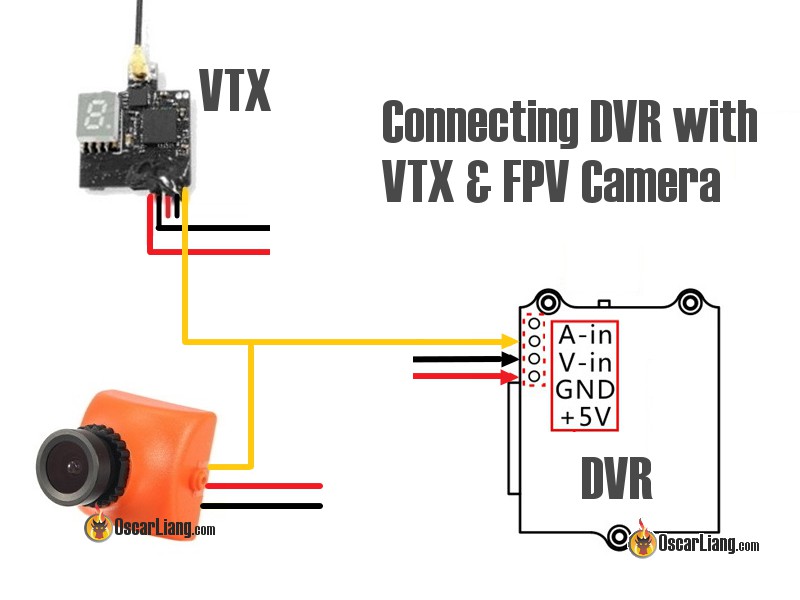 VTX
Connecting DVR with
VTX & FPV Camera
A-in
V-in
GND
+5V
DVR
OscarLiang.com
OscarLiang.com